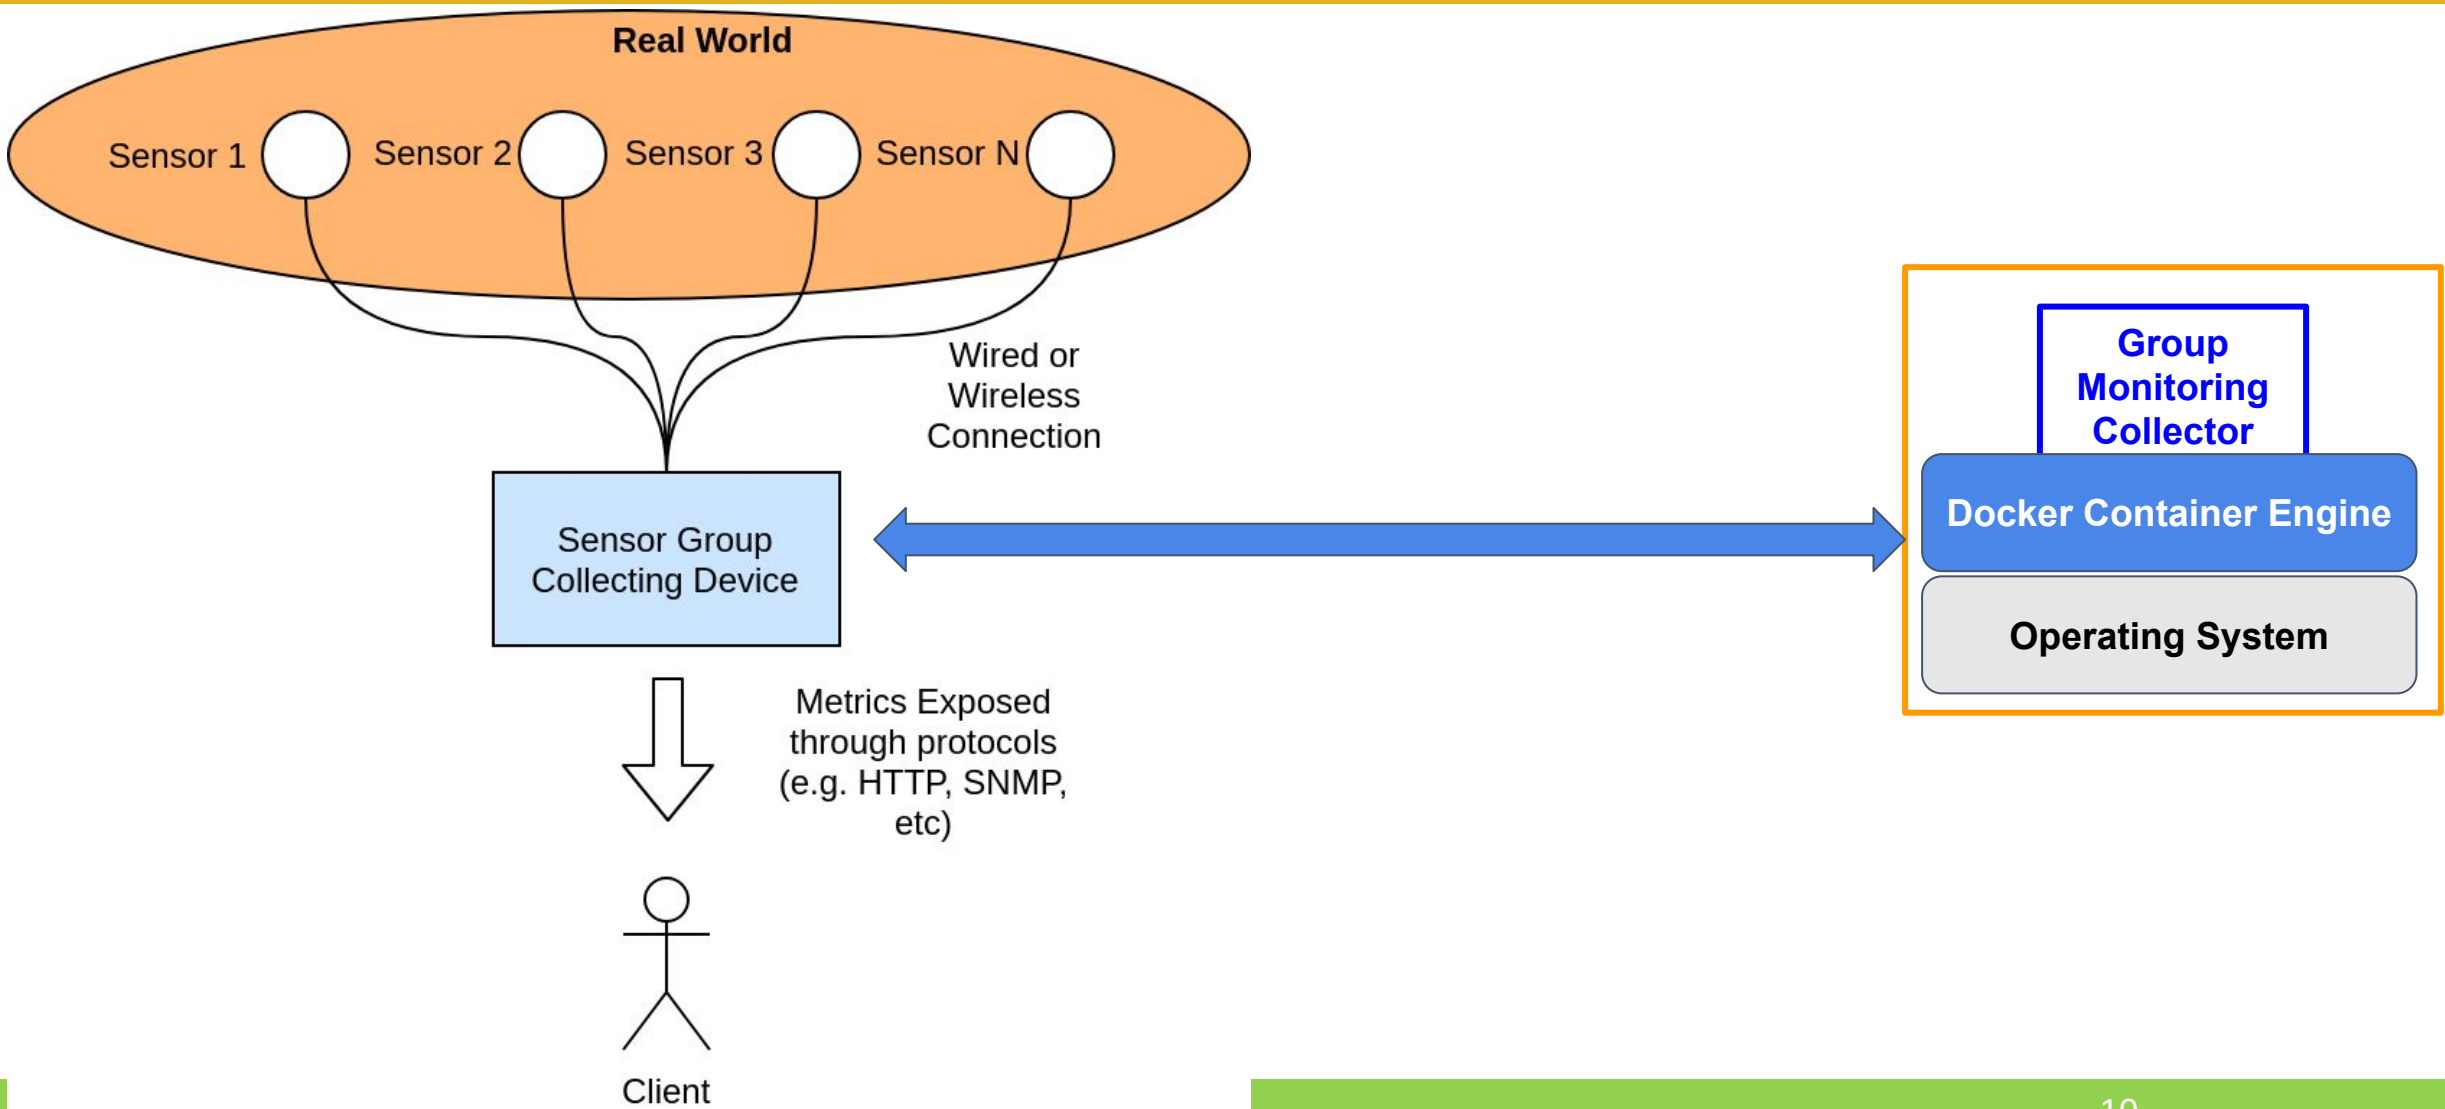 Real World
Sensor 1
Sensor 2
Sensor 3
Sensor N
Wired or
Wireless
Connection
Group
Monitoring
Collector
Docker Container Engine
Operating System
Sensor Group
Collecting Device
Metrics Exposed
through protocols
(e.g. HTTP, SNMP,
etc)
Client
10